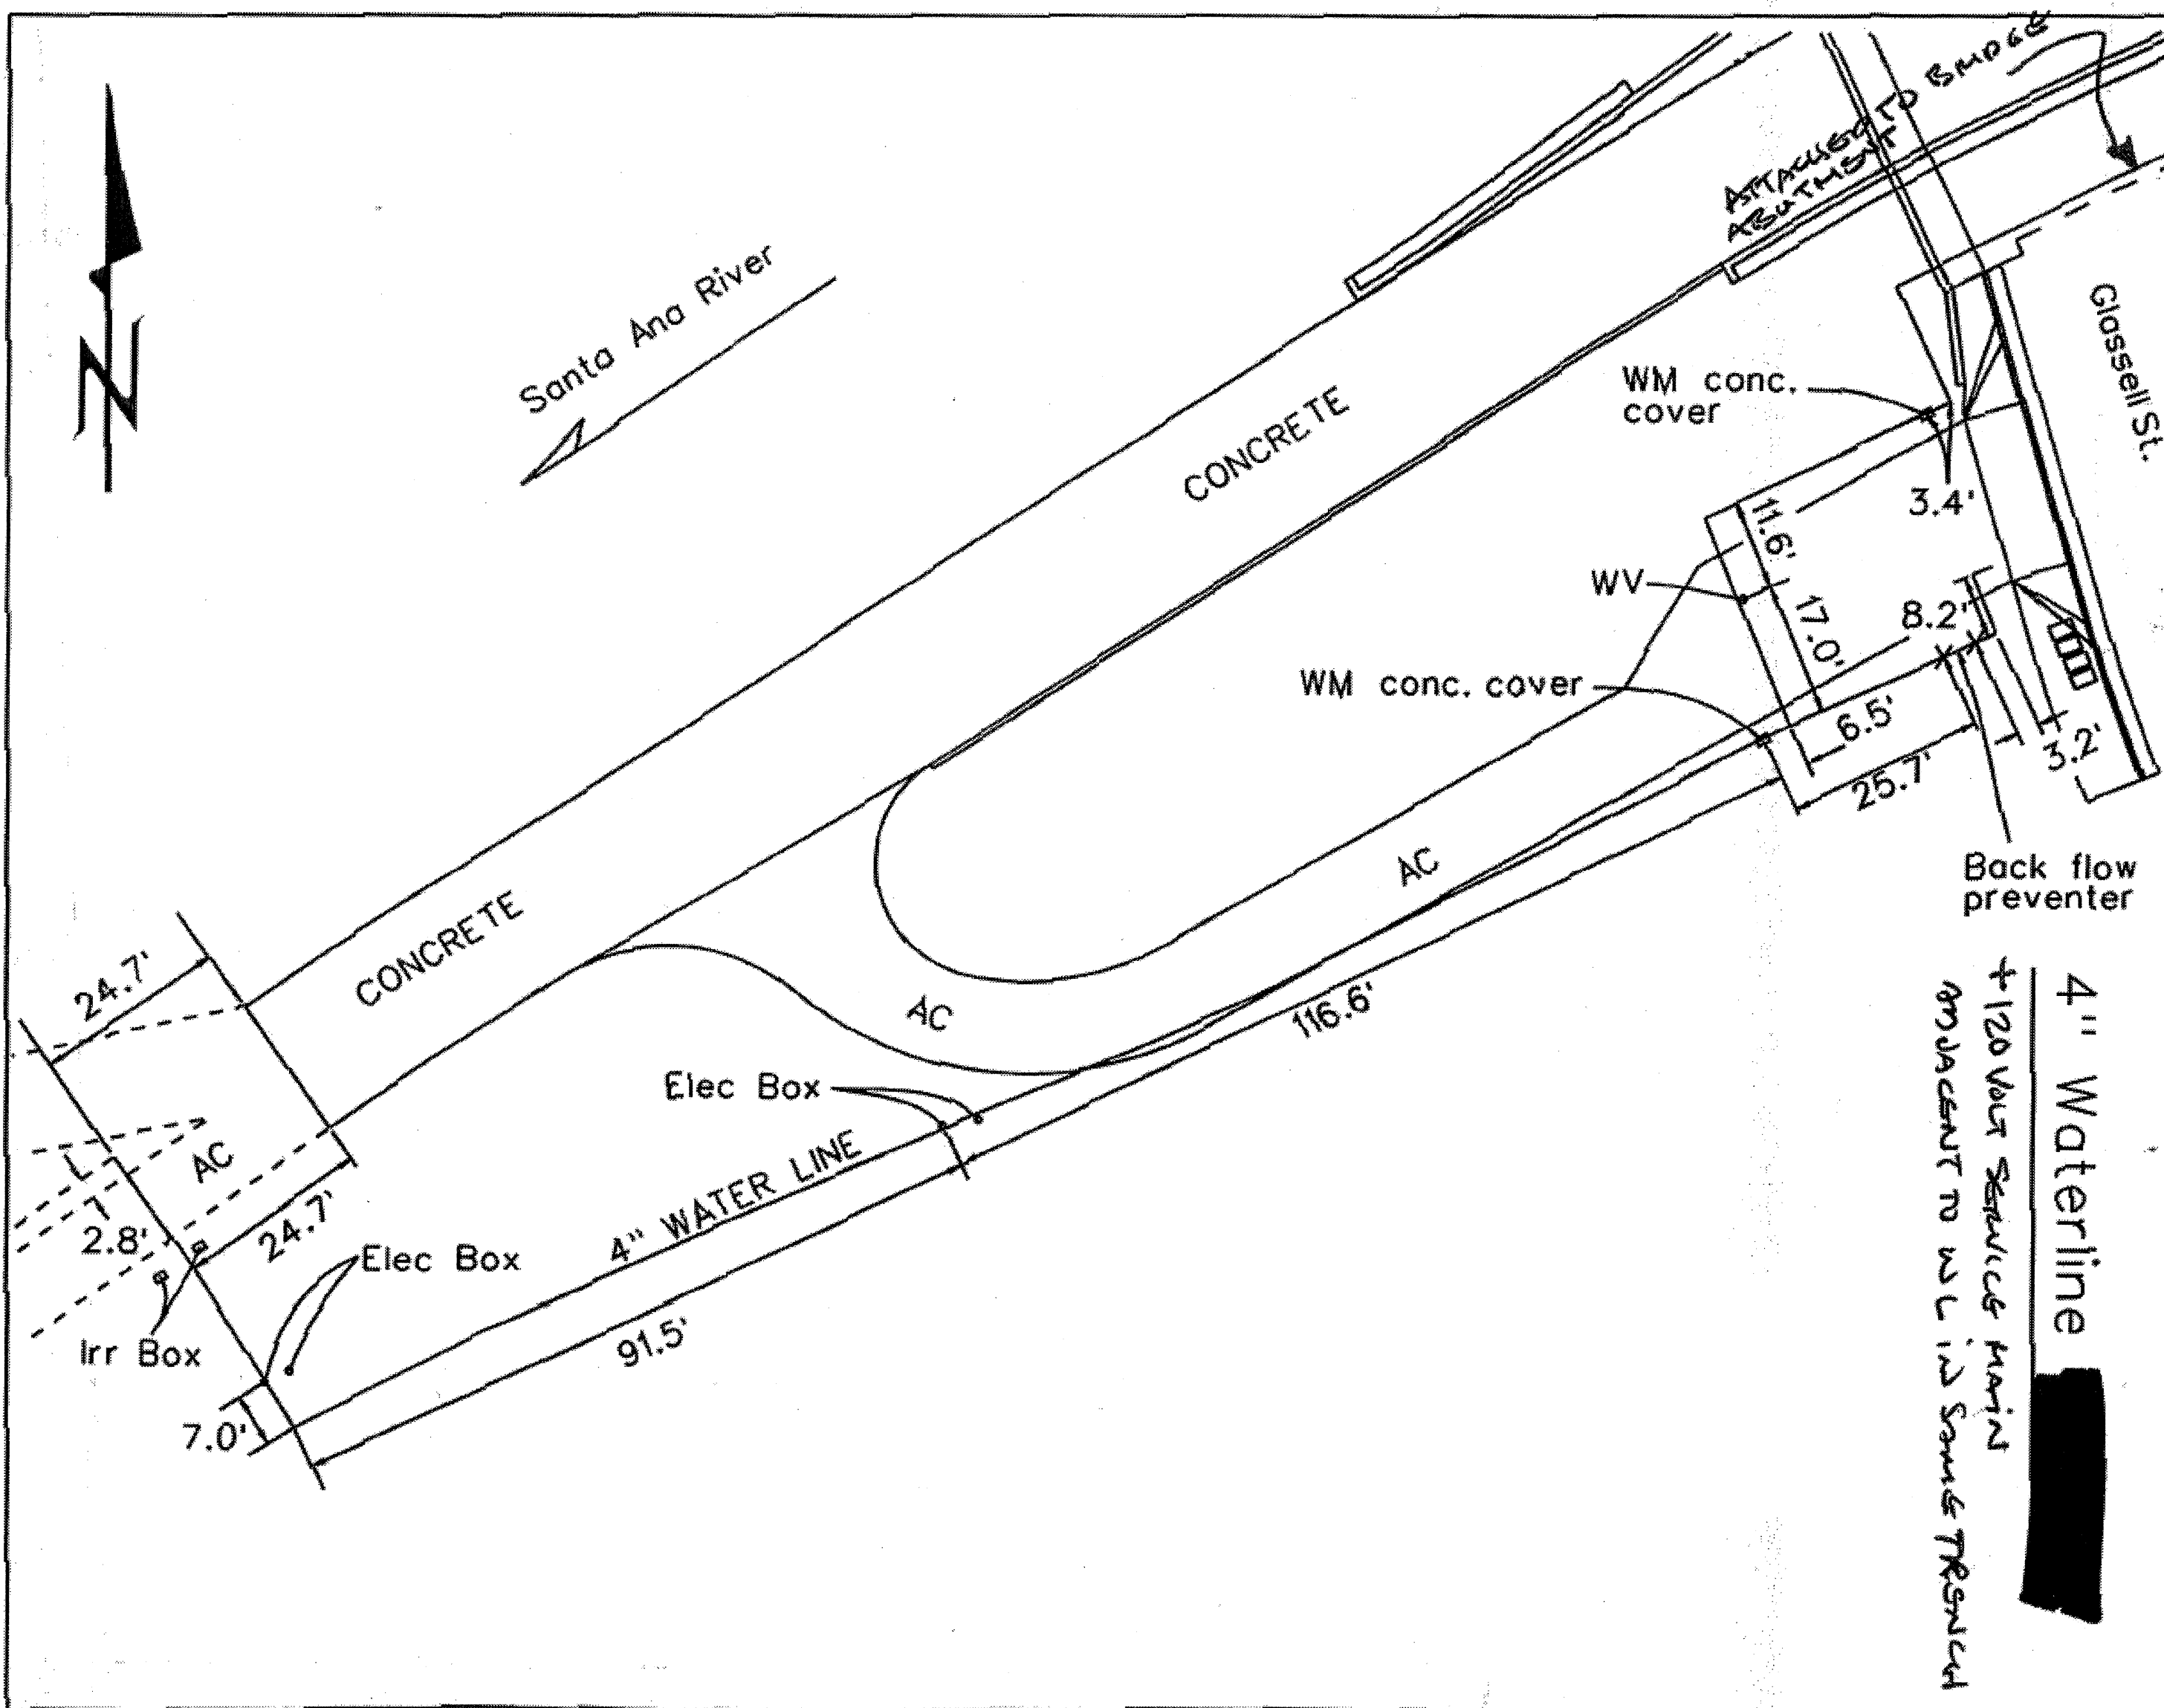 N
Santa Ana River
ATTACHED TO BRIDGE
ABUTMENT
Glassell St.
CONCRETE
WM conc.
cover
3.4'
11.6'
WV
17.0'
8.2'
WM conc. cover
6.5'
25.7'
3.2'
AC
Back flow
preventer
CONCRETE
24.7'
AC
116.6'
Elec Box
4" WATER LINE
AC
2.8'
24.7'
Elec Box
Irr Box
91.5'
7.0'
4" Waterline
+120 VOLT SERVICE MAIN
ADJACENT TO WL IN SAME TRENCH